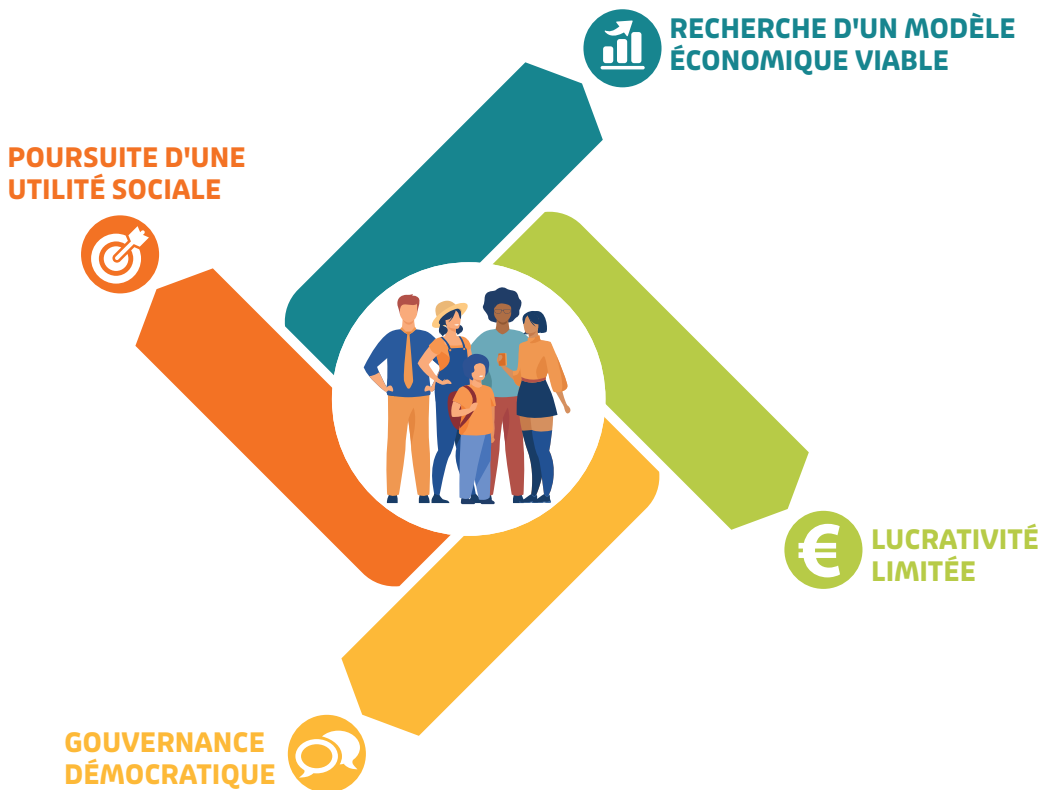 RECHERCHE D'UN MODÈLE
ÉCONOMIQUE VIABLE
POURSUITE D'UNE
UTILITÉ SOCIALE
€ LUCRATIVITÉ
LIMITÉE
GOUVERNANCE
DÉMOCRATIQUE